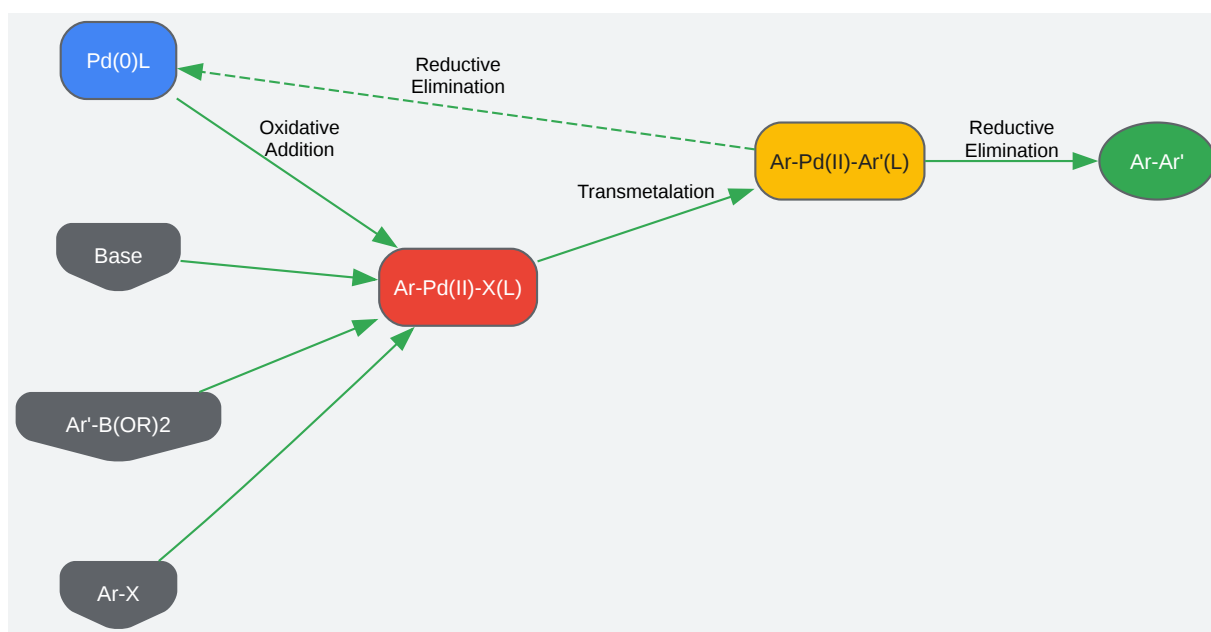 Pd(0)L
Reductive
Elimination
Oxidative
Addition
Reductive
Elimination
Ar-Pd(II)-Ar'(L)
Ar-Ar'
Transmetalation
Base
Ar-Pd(II)-X(L)
Ar'-B(OR)2
Ar-X